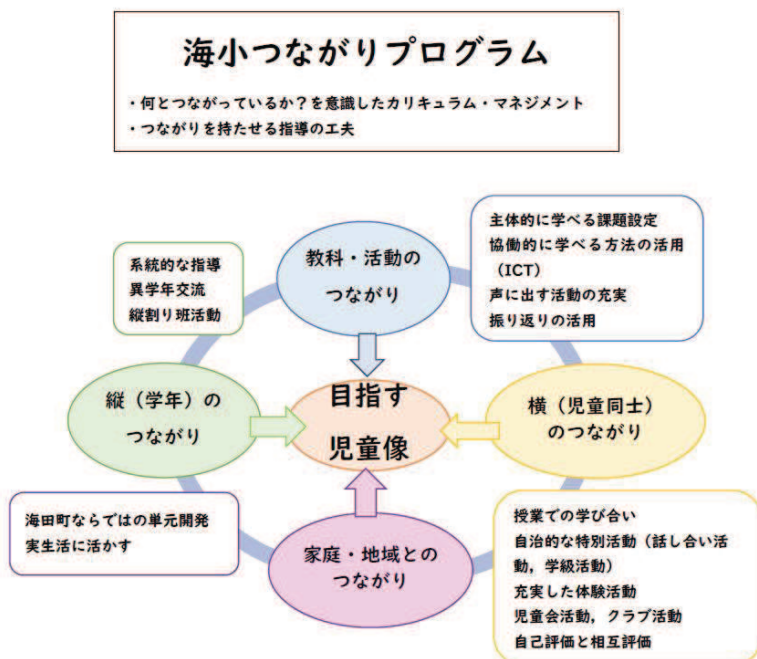 海小つながりプログラム
・何とつながっているか?を意識したカリキュラム・マネジメント
・つながりを持たせる指導の工夫
教科・活動の
つながり
主体的に学べる課題設定
協働的に学べる方法の活用
(ICT)
声に出す活動の充実
振り返りの活用
系統的な指導
異学年交流
縦割り班活動
縦(学年)の
つながり
目指す
児童像
横(児童同士)
のつながり
海田町ならではの単元開発
実生活に活かす
家庭・地域との
つながり
授業での学び合い
自治的な特別活動(話し合い活
動,学級活動)
充実した体験活動
児童会活動,クラブ活動
自己評価と相互評価